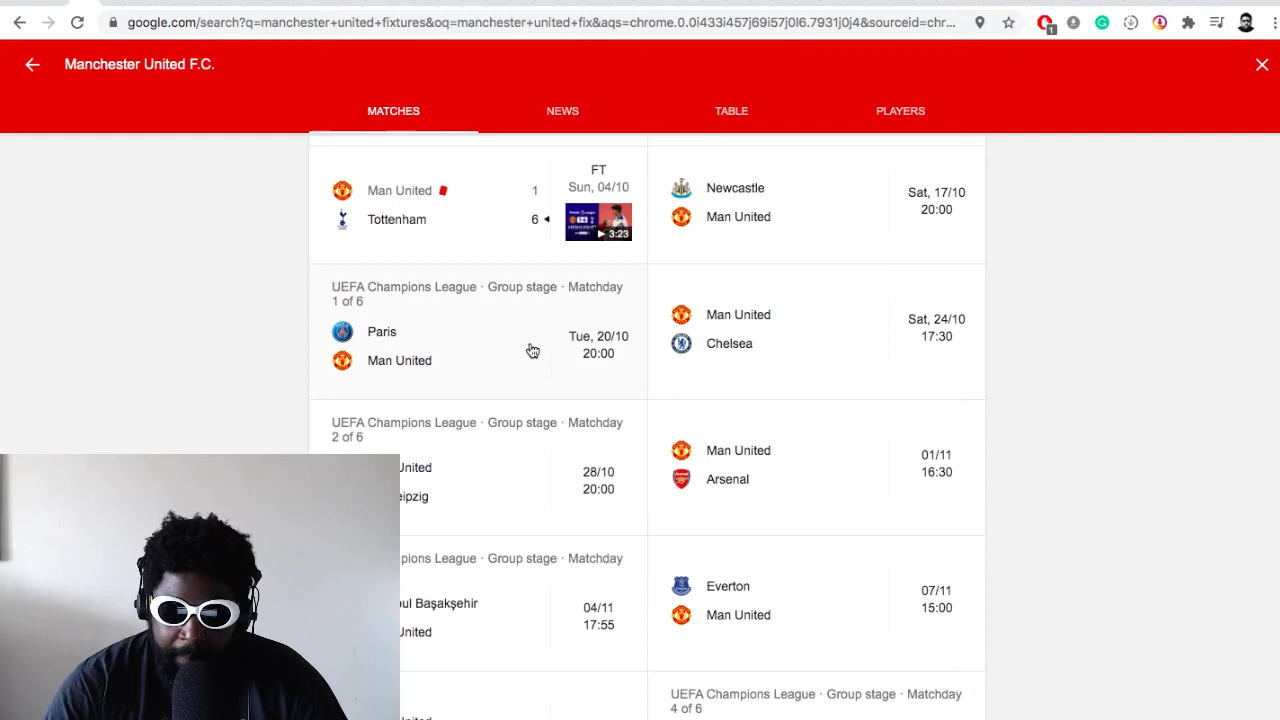 google.com/search?q=manchester+united+fixtures&oq=manchester+united+fix&aqs=chrome.0.0i433i457j69i57j0l6.7931j0j4&sourceid=chr...
1
Manchester United F.C.
MATCHES
NEWS
TABLE
PLAYERS
Man United
1
Tottenham
6
FT
Sun, 04/10
3:23
Newcastle
Man United
Sat, 17/10
20:00
UEFA Champions League · Group stage · Matchday
1 of 6
Paris
Man United
Tue, 20/10
20:00
Man United
Chelsea
Sat, 24/10
17:30
UEFA Champions League · Group stage · Matchday
2 of 6
United
eipzig
28/10
20:00
Man United
Arsenal
01/11
16:30
pions League · Group stage · Matchday
oul Başakşehir
United
04/11
17:55
Everton
Man United
07/11
15:00
UEFA Champions League · Group stage · Matchday
4 of 6